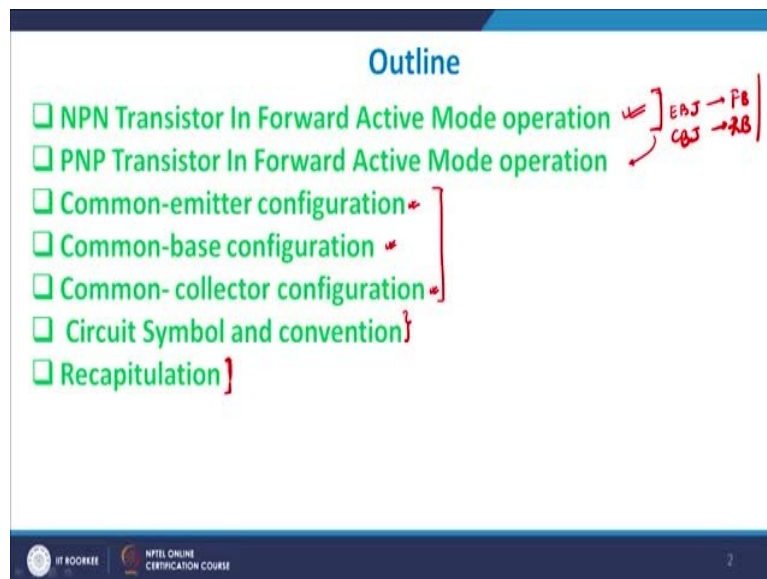 Outline
NPN Transistor In Forward Active Mode operation
EBJ → FB
CBJ → RB
PNP Transistor In Forward Active Mode operation
Common-emitter configuration
Common-base configuration
Common- collector configuration
Circuit Symbol and convention
Recapitulation
IIT ROORKEE
NPTEL ONLINE
CERTIFICATION COURSE
2